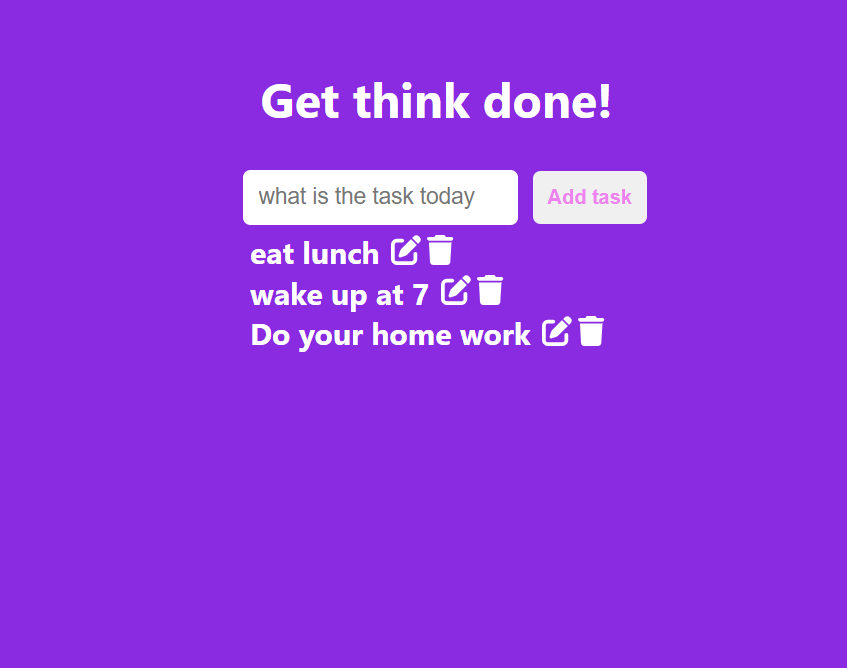 Get think done!
what is the task today
Add task
eat lunch
wake up at 7
Do your home work